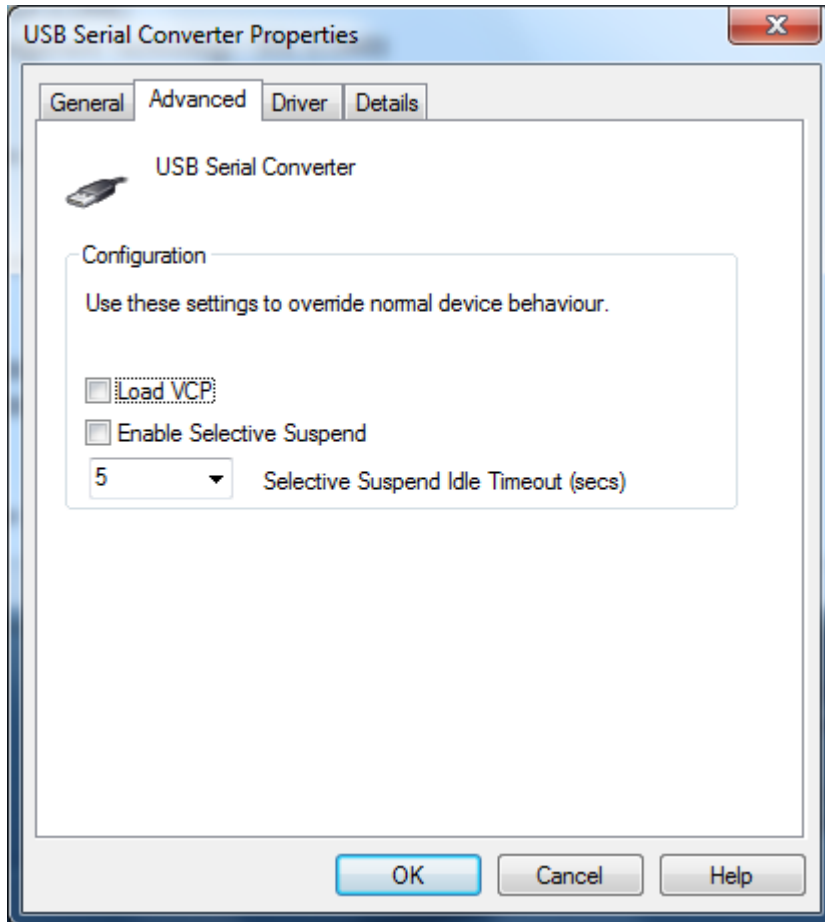 USB Serial Converter Properties
General Advanced Driver Details
USB Serial Converter
Configuration
Use these settings to override normal device behaviour.
Load VCP
Enable Selective Suspend
5 Selective Suspend Idle Timeout (secs)
OK Cancel Help